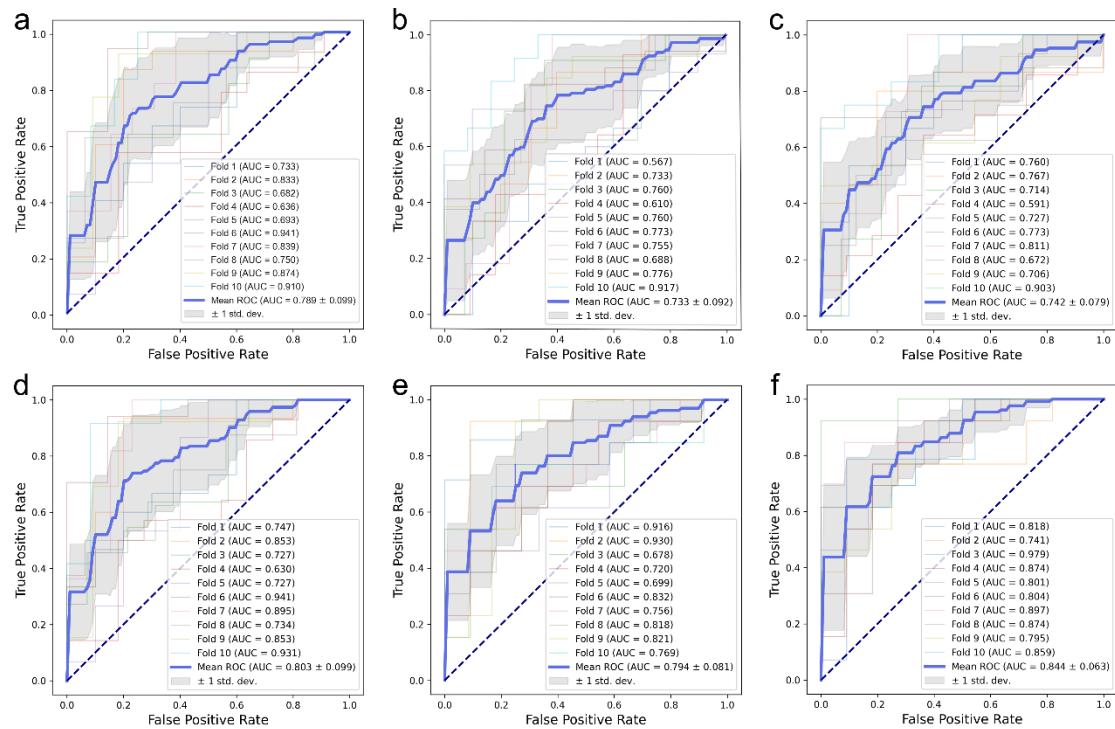 a
1.0
0.8
0.6
0.4
0.2
0.0
True Positive Rate
Fold 1 (AUC = 0.733)
Fold 2 (AUC = 0.833)
Fold 3 (AUC = 0.682)
Fold 4 (AUC = 0.636)
Fold 5 (AUC = 0.693)
Fold 6 (AUC = 0.941)
Fold 7 (AUC = 0.839)
Fold 8 (AUC = 0.750)
Fold 9 (AUC = 0.874)
Fold 10 (AUC = 0.910)
Mean ROC (AUC = 0.789 ± 0.099)
± 1 std. dev.
0.0 0.2 0.4 0.6 0.8 1.0
False Positive Rate
b
1.0
0.8
0.6
0.4
0.2
0.0
True Positive Rate
Fold 1 (AUC = 0.567)
Fold 2 (AUC = 0.733)
Fold 3 (AUC = 0.760)
Fold 4 (AUC = 0.610)
Fold 5 (AUC = 0.760)
Fold 6 (AUC = 0.773)
Fold 7 (AUC = 0.755)
Fold 8 (AUC = 0.688)
Fold 9 (AUC = 0.776)
Fold 10 (AUC = 0.917)
Mean ROC (AUC = 0.733 ± 0.092)
± 1 std. dev.
0.0 0.2 0.4 0.6 0.8 1.0
False Positive Rate
c
1.0
0.8
0.6
0.4
0.2
0.0
True Positive Rate
Fold 1 (AUC = 0.760)
Fold 2 (AUC = 0.767)
Fold 3 (AUC = 0.714)
Fold 4 (AUC = 0.591)
Fold 5 (AUC = 0.727)
Fold 6 (AUC = 0.773)
Fold 7 (AUC = 0.811)
Fold 8 (AUC = 0.672)
Fold 9 (AUC = 0.706)
Fold 10 (AUC = 0.903)
Mean ROC (AUC = 0.742 ± 0.079)
± 1 std. dev.
0.0 0.2 0.4 0.6 0.8 1.0
False Positive Rate
d
1.0
0.8
0.6
0.4
0.2
0.0
True Positive Rate
Fold 1 (AUC = 0.747)
Fold 2 (AUC = 0.853)
Fold 3 (AUC = 0.727)
Fold 4 (AUC = 0.630)
Fold 5 (AUC = 0.727)
Fold 6 (AUC = 0.941)
Fold 7 (AUC = 0.895)
Fold 8 (AUC = 0.734)
Fold 9 (AUC = 0.853)
Fold 10 (AUC = 0.931)
Mean ROC (AUC = 0.803 ± 0.099)
± 1 std. dev.
0.0 0.2 0.4 0.6 0.8 1.0
False Positive Rate
e
1.0
0.8
0.6
0.4
0.2
0.0
True Positive Rate
Fold 1 (AUC = 0.916)
Fold 2 (AUC = 0.930)
Fold 3 (AUC = 0.678)
Fold 4 (AUC = 0.720)
Fold 5 (AUC = 0.699)
Fold 6 (AUC = 0.832)
Fold 7 (AUC = 0.756)
Fold 8 (AUC = 0.818)
Fold 9 (AUC = 0.821)
Fold 10 (AUC = 0.769)
Mean ROC (AUC = 0.794 ± 0.081)
± 1 std. dev.
0.0 0.2 0.4 0.6 0.8 1.0
False Positive Rate
f
1.0
0.8
0.6
0.4
0.2
0.0
True Positive Rate
Fold 1 (AUC = 0.818)
Fold 2 (AUC = 0.741)
Fold 3 (AUC = 0.979)
Fold 4 (AUC = 0.874)
Fold 5 (AUC = 0.801)
Fold 6 (AUC = 0.804)
Fold 7 (AUC = 0.897)
Fold 8 (AUC = 0.874)
Fold 9 (AUC = 0.795)
Fold 10 (AUC = 0.859)
Mean ROC (AUC = 0.844 ± 0.063)
± 1 std. dev.
0.0 0.2 0.4 0.6 0.8 1.0
False Positive Rate